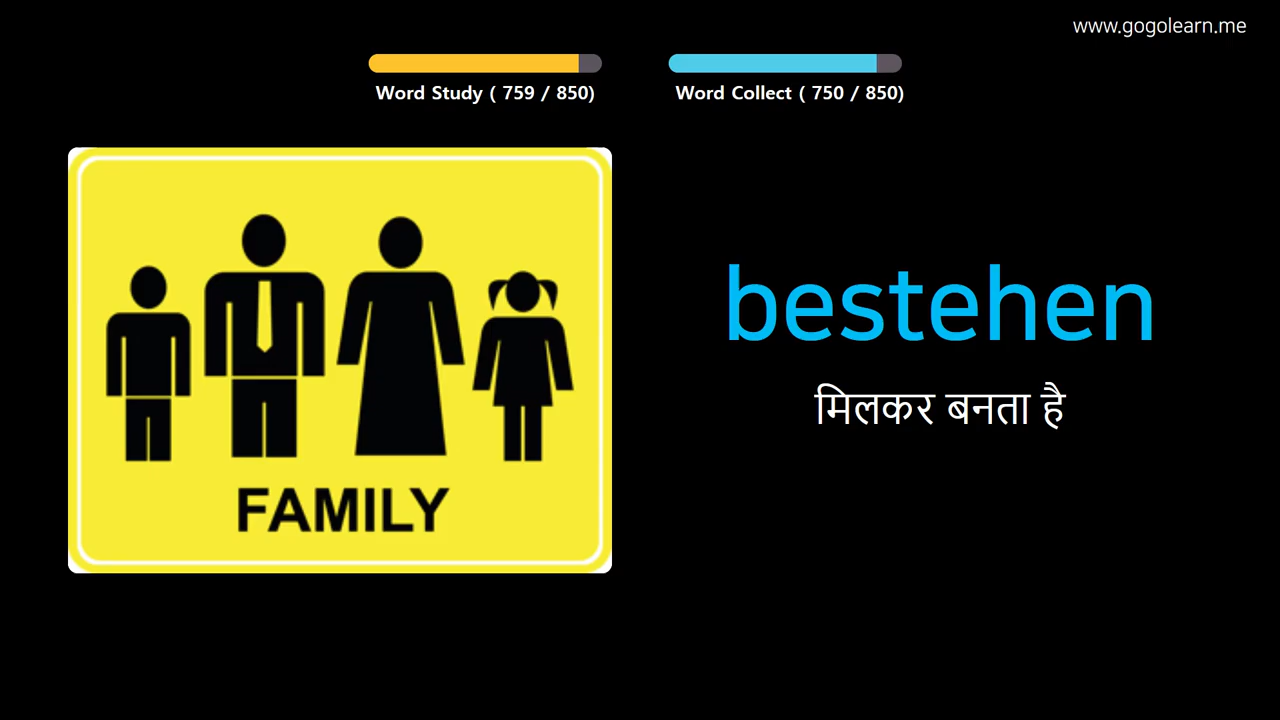 www.gogolearn.me
Word Study ( 759 / 850)
Word Collect ( 750 / 850)
FAMILY
bestehen
मिलकर बनता है